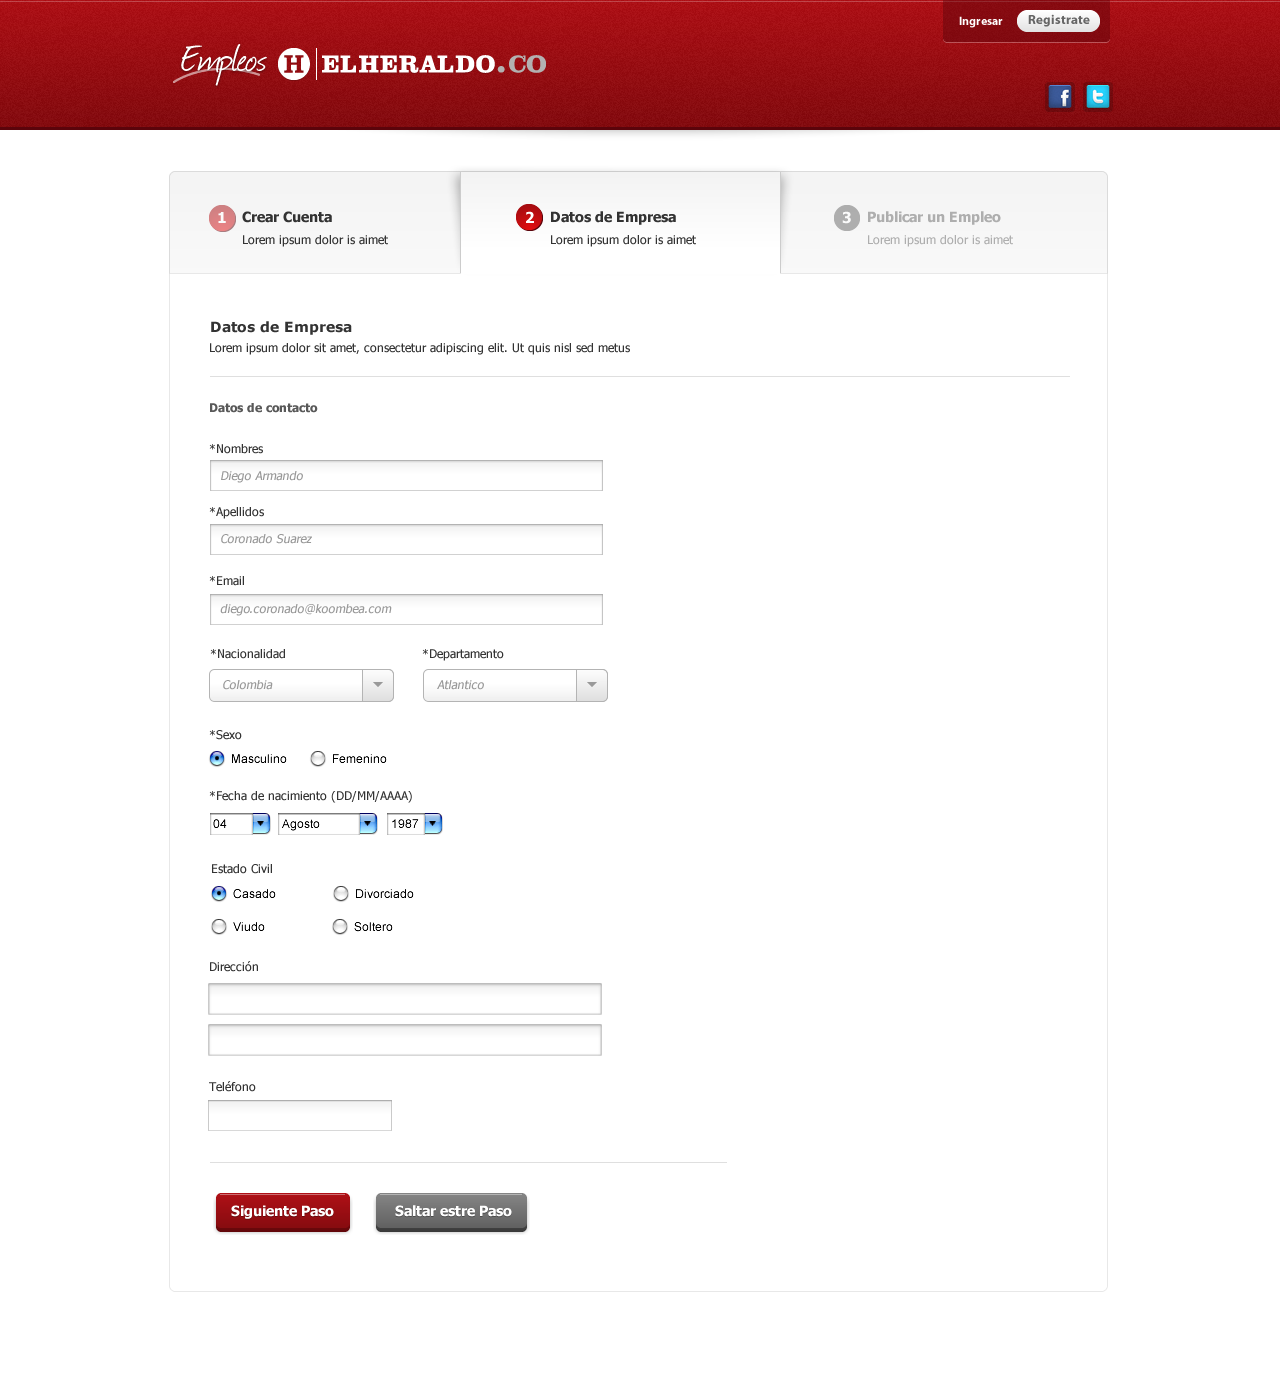 Ingresar Registrate
Empleos H ELHERALDO.CO
f t
1 Crear Cuenta
Lorem ipsum dolor is aimet
2 Datos de Empresa
Lorem ipsum dolor is aimet
3 Publicar un Empleo
Lorem ipsum dolor is aimet
Datos de Empresa
Lorem ipsum dolor sit amet, consectetur adipiscing elit. Ut quis nisl sed metus
Datos de contacto
*Nombres
Diego Armando
*Apellidos
Coronado Suarez
*Email
diego.coronado@koombea.com
*Nacionalidad *Departamento
Colombia Atlantico
*Sexo
Masculino Femenino
*Fecha de nacimiento (DD/MM/AAAA)
04 Agosto 1987
Estado Civil
Casado Divorciado
Viudo Soltero
Dirección
Teléfono
Siguiente Paso Saltar estre Paso